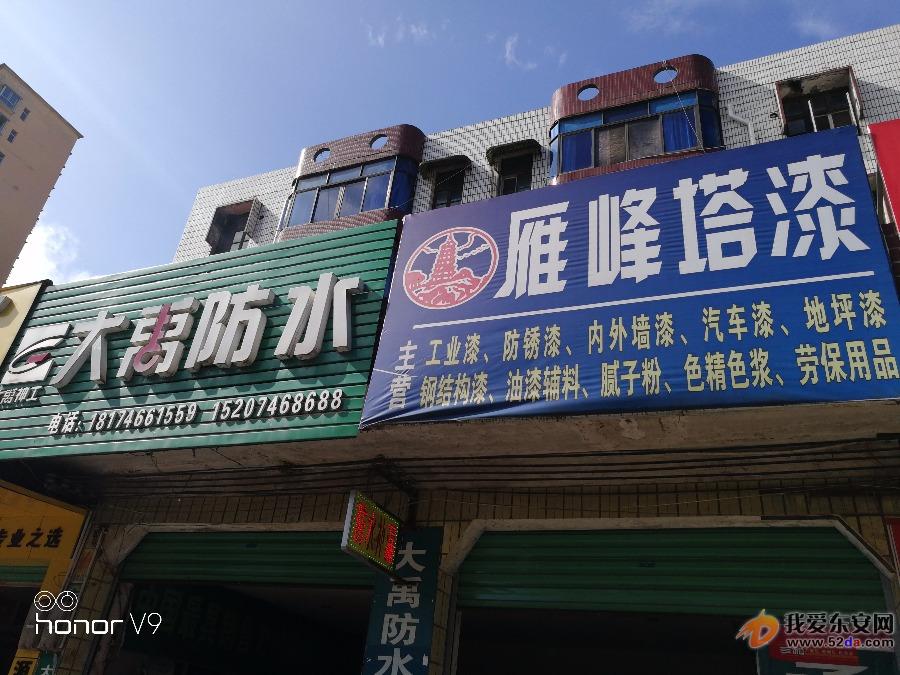 大禹防水
禹神工
电话: 18174661559 15207468688
雁峰塔漆
主营
工业漆、防锈漆、内外墙漆、汽车漆、地坪漆
钢结构漆、油漆辅料、腻子粉、色精色浆、劳保用品
专业之选
大禹防水
honor V9
我爱东安网
www.52da.com